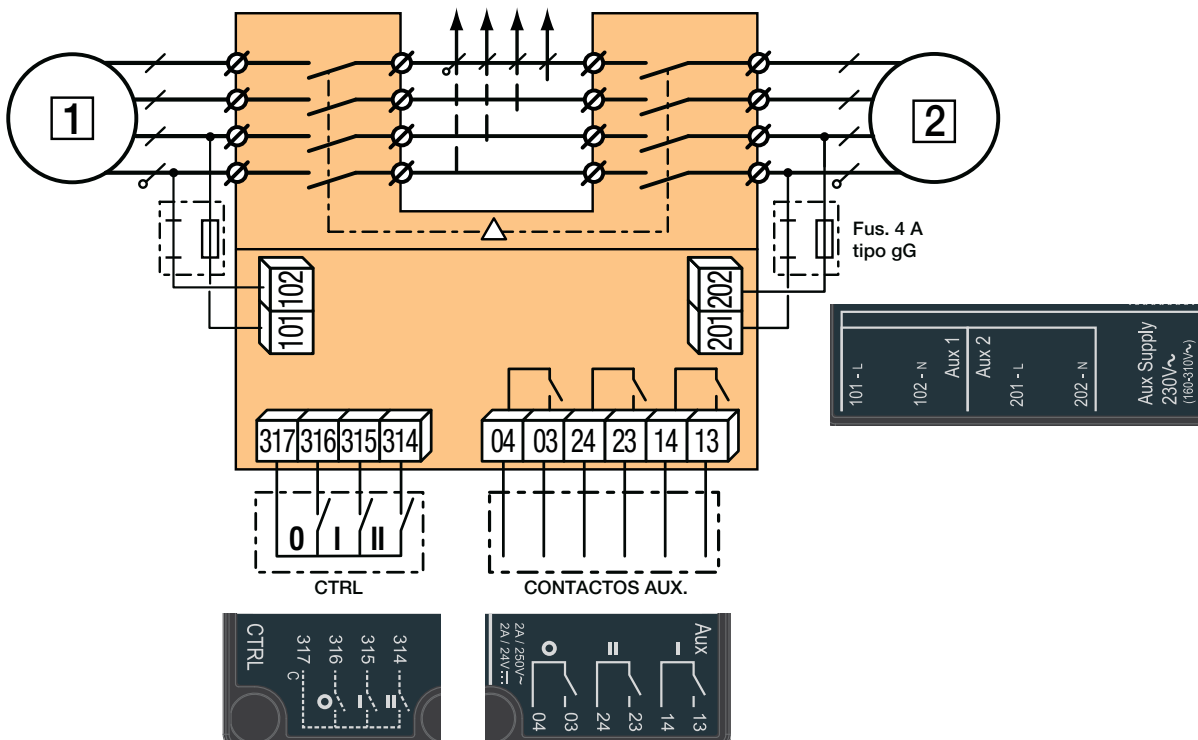 1
2
Fus. 4 A
tipo gG
102
101
202
201
317 316 315 314
04 03 24 23 14 13
0 I II
CTRL
CONTACTOS AUX.
101 - L
102 - N
Aux 1
Aux 2
201 - L
202 - N
Aux Supply
230V~
(160-310V~)
CTRL
317
316
315
314
C
O
I
II
Aux
2A / 250V~
2A / 24V⎓
O
II
I
04
03
24
23
14
13